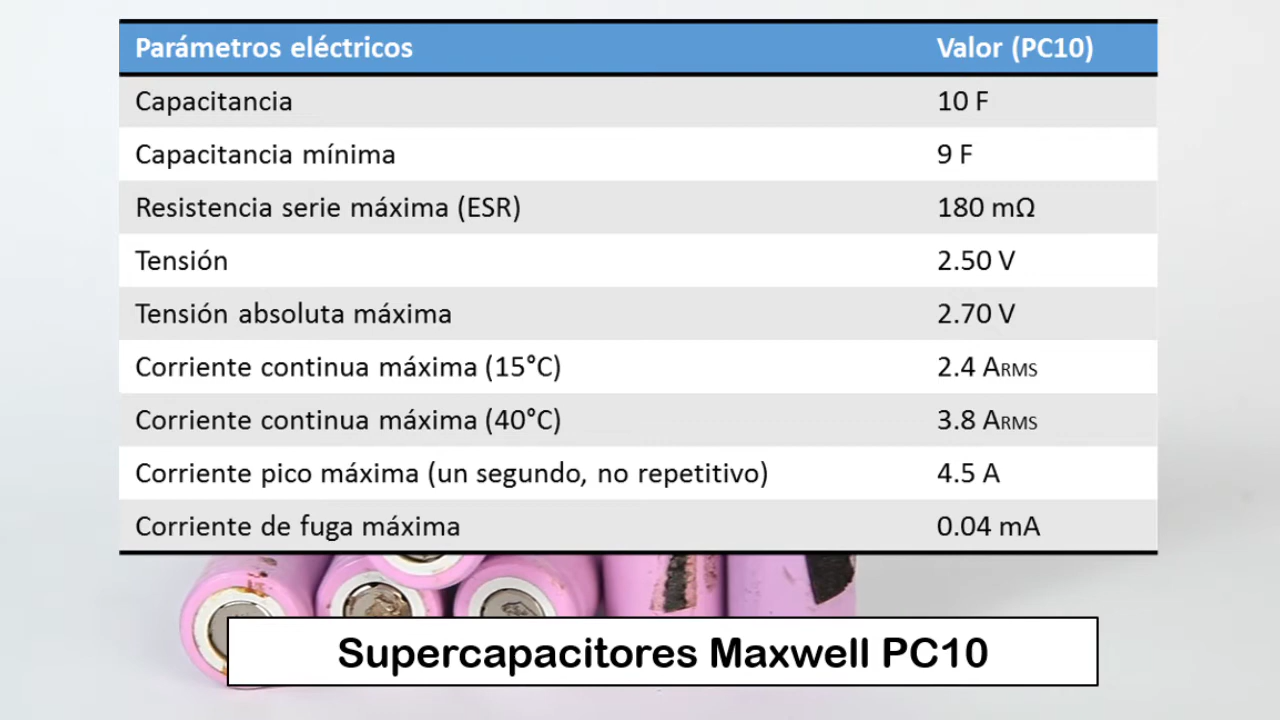 Parámetros eléctricos Valor (PC10)
Capacitancia 10 F
Capacitancia mínima 9 F
Resistencia serie máxima (ESR) 180 mΩ
Tensión 2.50 V
Tensión absoluta máxima 2.70 V
Corriente continua máxima (15°C) 2.4 ARMS
Corriente continua máxima (40°C) 3.8 ARMS
Corriente pico máxima (un segundo, no repetitivo) 4.5 A
Corriente de fuga máxima 0.04 mA
Supercapacitores Maxwell PC10